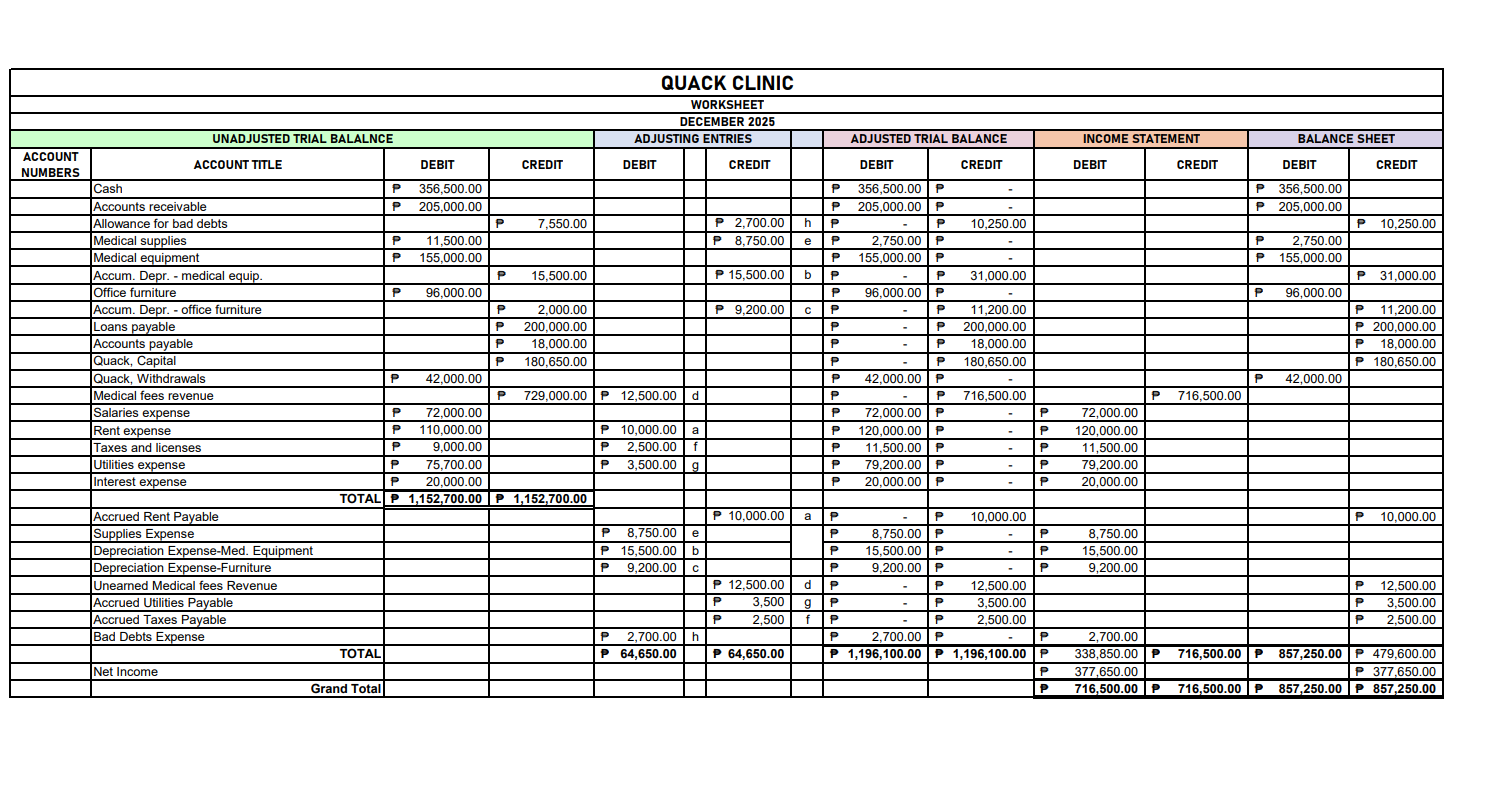 QUACK CLINIC
WORKSHEET
DECEMBER 2025
UNADJUSTED TRIAL BALALNCE ADJUSTING ENTRIES ADJUSTED TRIAL BALANCE INCOME STATEMENT BALANCE SHEET
ACCOUNT NUMBERS ACCOUNT TITLE DEBIT CREDIT DEBIT CREDIT DEBIT CREDIT DEBIT CREDIT DEBIT CREDIT
Cash ₱ 356,500.00 ₱ 356,500.00 ₱ - ₱ 356,500.00
Accounts receivable ₱ 205,000.00 ₱ 205,000.00 ₱ - ₱ 205,000.00
Allowance for bad debts ₱ 7,550.00 ₱ 2,700.00 h ₱ - ₱ 10,250.00 ₱ 10,250.00
Medical supplies ₱ 11,500.00 ₱ 8,750.00 e ₱ 2,750.00 ₱ - ₱ 2,750.00
Medical equipment ₱ 155,000.00 ₱ 155,000.00 ₱ - ₱ 155,000.00
Accum. Depr. - medical equip. ₱ 15,500.00 ₱ 15,500.00 b ₱ - ₱ 31,000.00 ₱ 31,000.00
Office furniture ₱ 96,000.00 ₱ 96,000.00 ₱ - ₱ 96,000.00
Accum. Depr. - office furniture ₱ 2,000.00 ₱ 9,200.00 c ₱ - ₱ 11,200.00 ₱ 11,200.00
Loans payable ₱ 200,000.00 ₱ - ₱ 200,000.00 ₱ 200,000.00
Accounts payable ₱ 18,000.00 ₱ - ₱ 18,000.00 ₱ 18,000.00
Quack, Capital ₱ 180,650.00 ₱ - ₱ 180,650.00 ₱ 180,650.00
Quack, Withdrawals ₱ 42,000.00 ₱ 42,000.00 ₱ - ₱ 42,000.00
Medical fees revenue ₱ 729,000.00 ₱ 12,500.00 d ₱ - ₱ 716,500.00 ₱ 716,500.00
Salaries expense ₱ 72,000.00 ₱ 72,000.00 ₱ - ₱ 72,000.00
Rent expense ₱ 110,000.00 ₱ 10,000.00 a ₱ 120,000.00 ₱ - ₱ 120,000.00
Taxes and licenses ₱ 9,000.00 ₱ 2,500.00 f ₱ 11,500.00 ₱ - ₱ 11,500.00
Utilities expense ₱ 75,700.00 ₱ 3,500.00 g ₱ 79,200.00 ₱ - ₱ 79,200.00
Interest expense ₱ 20,000.00 ₱ 20,000.00 ₱ - ₱ 20,000.00
TOTAL ₱ 1,152,700.00 ₱ 1,152,700.00
Accrued Rent Payable ₱ 10,000.00 a ₱ - ₱ 10,000.00 ₱ 10,000.00
Supplies Expense ₱ 8,750.00 e ₱ 8,750.00 ₱ - ₱ 8,750.00
Depreciation Expense-Med. Equipment ₱ 15,500.00 b ₱ 15,500.00 ₱ - ₱ 15,500.00
Depreciation Expense-Furniture ₱ 9,200.00 c ₱ 9,200.00 ₱ - ₱ 9,200.00
Unearned Medical fees Revenue ₱ 12,500.00 d ₱ - ₱ 12,500.00 ₱ 12,500.00
Accrued Utilities Payable ₱ 3,500 g ₱ - ₱ 3,500.00 ₱ 3,500.00
Accrued Taxes Payable ₱ 2,500 f ₱ - ₱ 2,500.00 ₱ 2,500.00
Bad Debts Expense ₱ 2,700.00 h ₱ 2,700.00 ₱ - ₱ 2,700.00
TOTAL ₱ 64,650.00 ₱ 64,650.00 ₱ 1,196,100.00 ₱ 1,196,100.00 ₱ 338,850.00 ₱ 716,500.00 ₱ 857,250.00 ₱ 479,600.00
Net Income ₱ 377,650.00 ₱ 377,650.00
Grand Total ₱ 716,500.00 ₱ 716,500.00 ₱ 857,250.00 ₱ 857,250.00